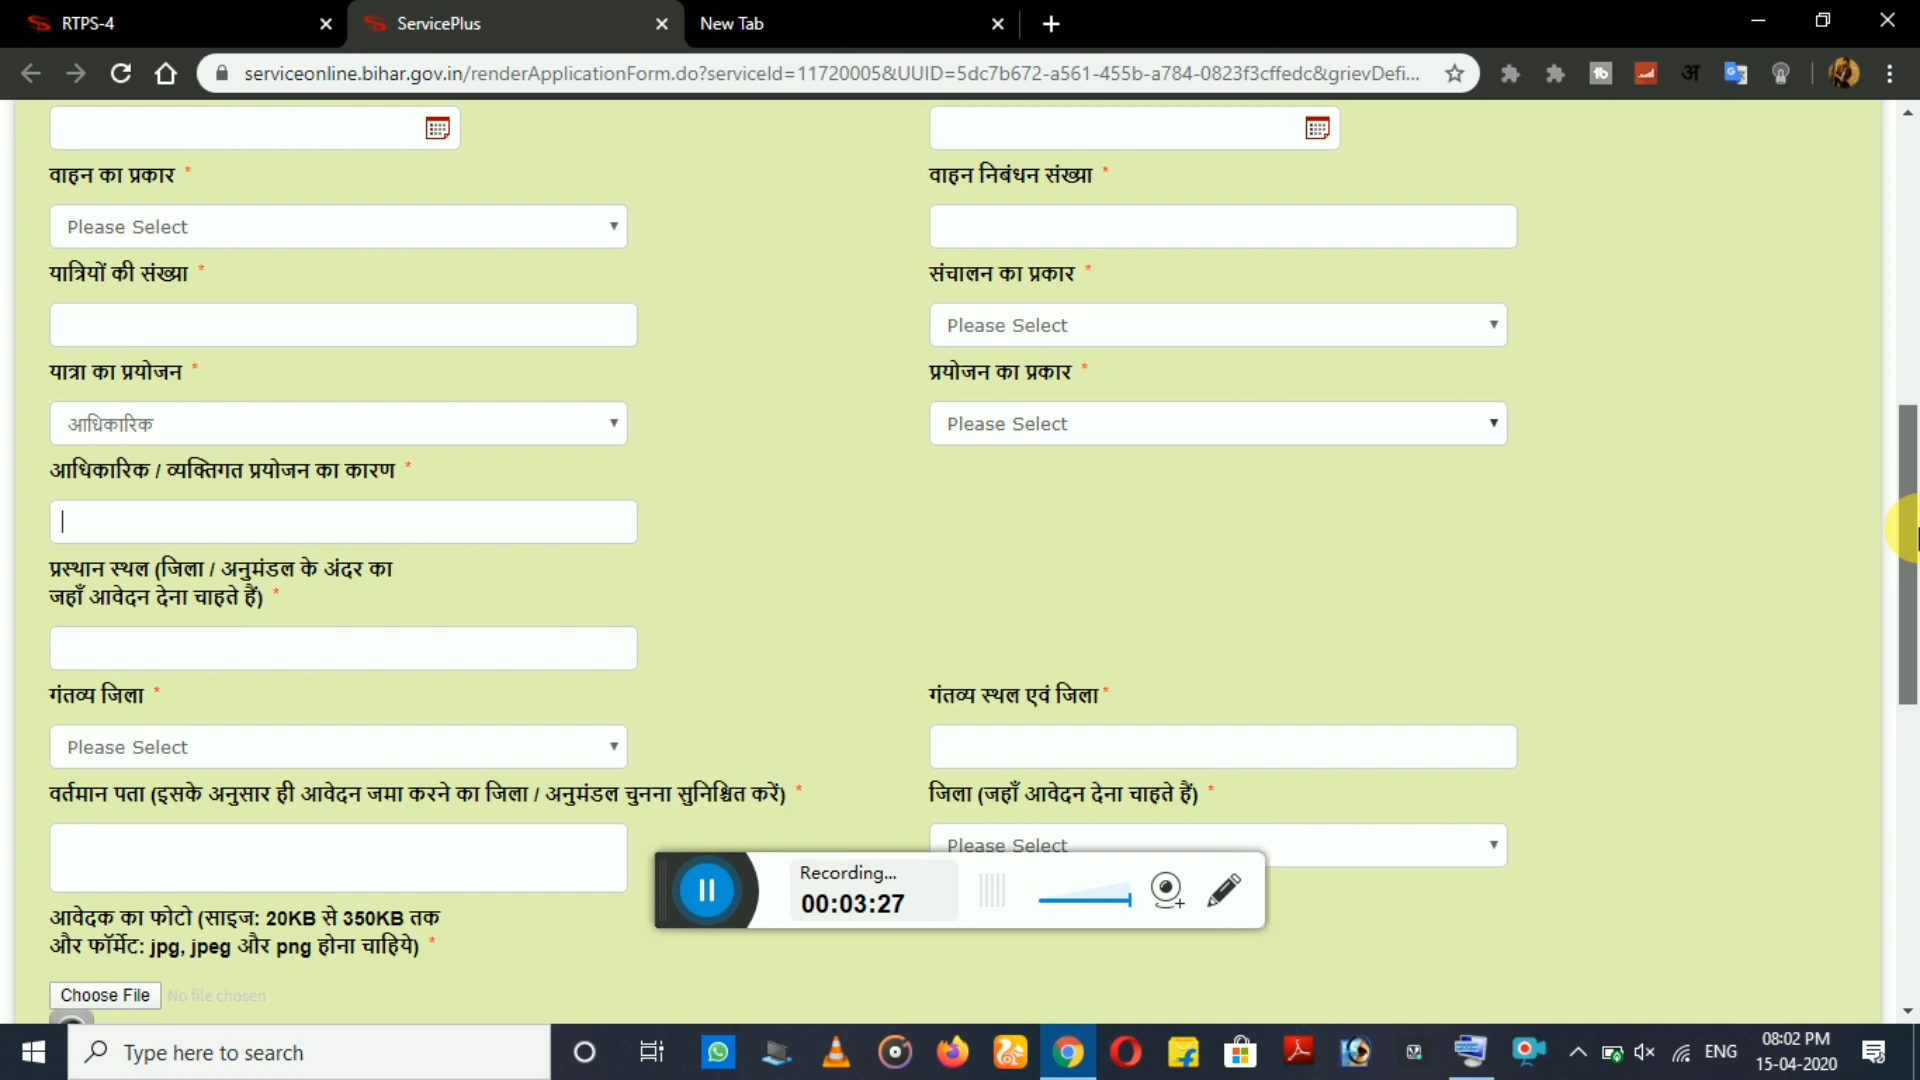 RTPS-4
ServicePlus
New Tab
serviceonline.bihar.gov.in/renderApplicationForm.do?serviceId=11720005&UUID=5dc7b672-a561-455b-a784-0823f3cffedc&grievDefi...
वाहन का प्रकार *
वाहन निबंधन संख्या *
Please Select
यात्रियों की संख्या *
संचालन का प्रकार *
Please Select
यात्रा का प्रयोजन *
प्रयोजन का प्रकार *
आधिकारिक
Please Select
आधिकारिक / व्यक्तिगत प्रयोजन का कारण *
प्रस्थान स्थल (जिला / अनुमंडल के अंदर का
जहाँ आवेदन देना चाहते हैं) *
गंतव्य जिला *
गंतव्य स्थल एवं जिला*
Please Select
वर्तमान पता (इसके अनुसार ही आवेदन जमा करने का जिला / अनुमंडल चुनना सुनिश्चित करें) *
जिला (जहाँ आवेदन देना चाहते हैं) *
Please Select
Recording...
00:03:27
आवेदक का फोटो (साइज: 20KB से 350KB तक
और फॉर्मेट: jpg, jpeg और png होना चाहिये) *
Choose File No file chosen
Type here to search
ENG
08:02 PM
15-04-2020